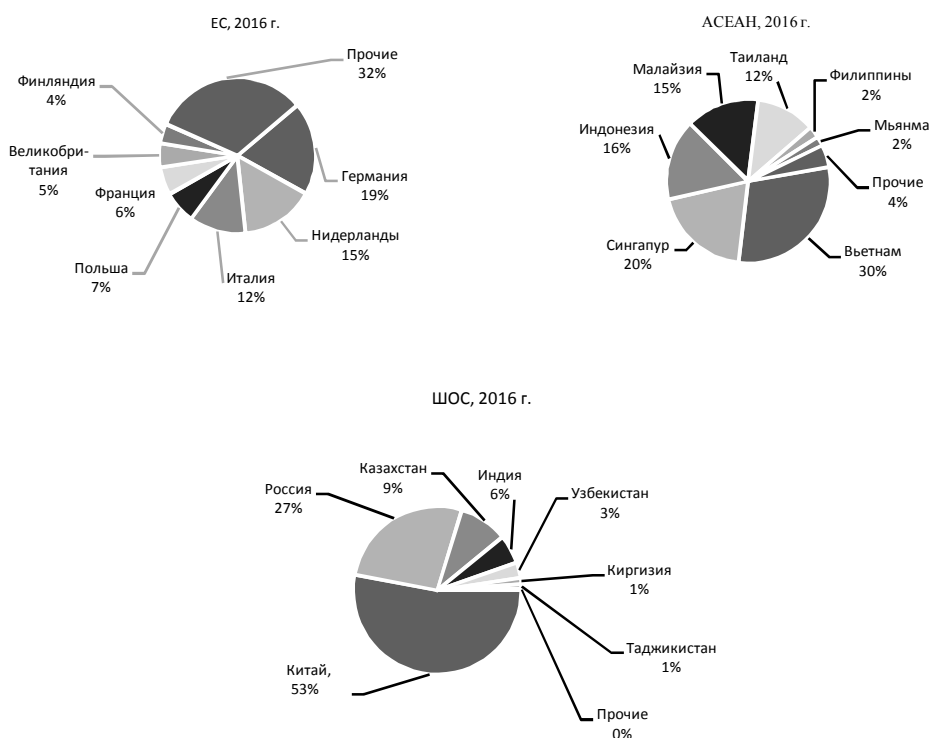 ЕС, 2016 г.
Прочие
32%
Германия
19%
Нидерланды
15%
Италия
12%
Польша
7%
Франция
6%
Великобри-
тания
5%
Финляндия
4%
АСЕАН, 2016 г.
Таиланд
12%
Филиппины
2%
Мьянма
2%
Прочие
4%
Вьетнам
30%
Сингапур
20%
Индонезия
16%
Малайзия
15%
ШОС, 2016 г.
Казахстан
9%
Индия
6%
Узбекистан
3%
Киргизия
1%
Таджикистан
1%
Прочие
0%
Китай,
53%
Россия
27%